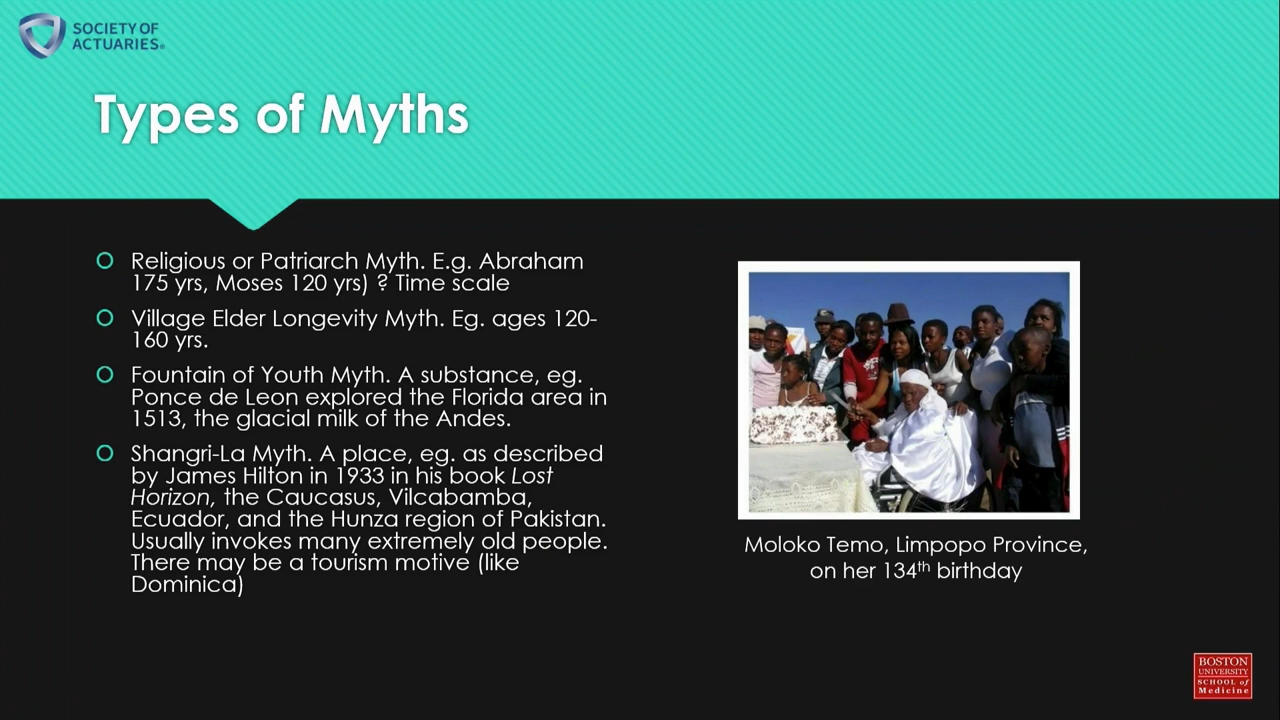 SOCIETY OF
ACTUARIES®
Types of Myths
Religious or Patriarch Myth. E.g. Abraham
175 yrs, Moses 120 yrs) ? Time scale
Village Elder Longevity Myth. Eg. ages 120-
160 yrs.
Fountain of Youth Myth. A substance, eg.
Ponce de Leon explored the Florida area in
1513, the glacial milk of the Andes.
Shangri-La Myth. A place, eg. as described
by James Hilton in 1933 in his book Lost
Horizon, the Caucasus, Vilcabamba,
Ecuador, and the Hunza region of Pakistan.
Usually invokes many extremely old people.
There may be a tourism motive (like
Dominica)
Moloko Temo, Limpopo Province,
on her 134th birthday
BOSTON
UNIVERSITY
SCHOOL of
Medicine